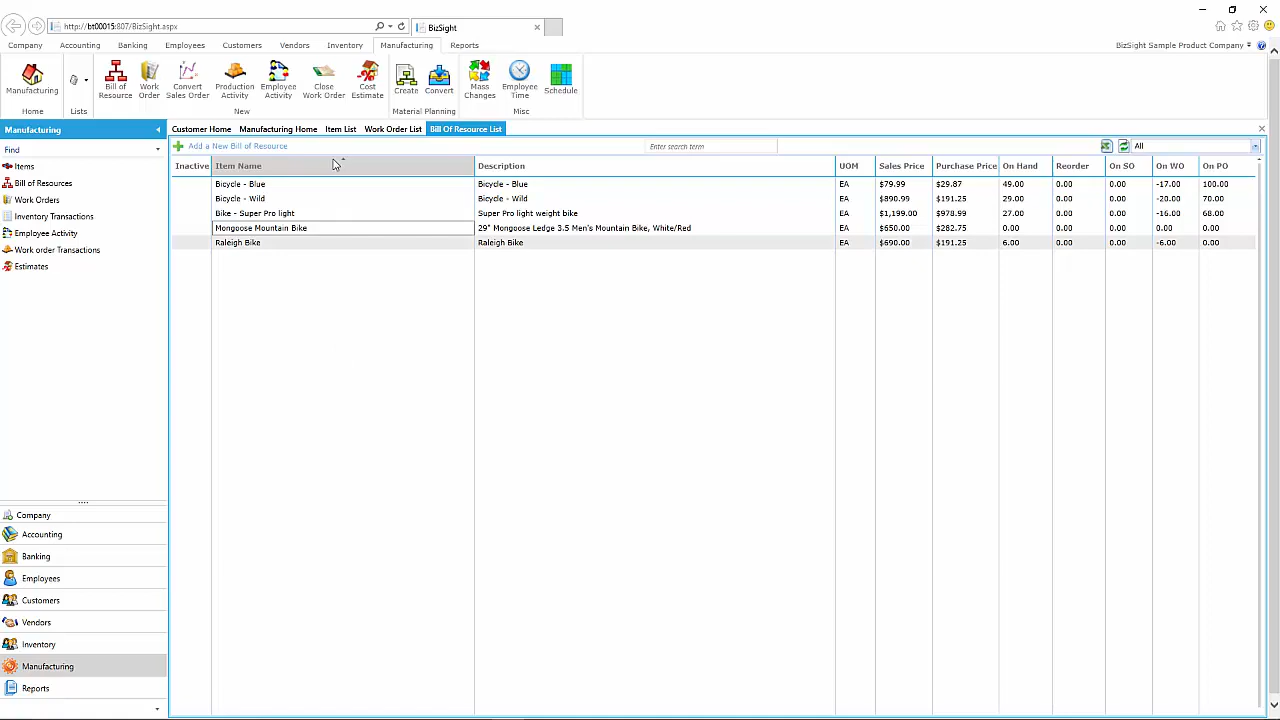 http://bt00015:807/BizSight.aspx
BizSight
Company Accounting Banking Employees Customers Vendors Inventory Manufacturing Reports
BizSight Sample Product Company
Manufacturing
Bill of Resource
Work Order
Convert Sales Order
Production Activity
Employee Activity
Close Work Order
Cost Estimate
Create
Convert
Mass Changes
Employee Time
Schedule
Home Lists New Material Planning Misc
Manufacturing
Customer Home Manufacturing Home Item List Work Order List Bill Of Resource List
Find
Add a New Bill of Resource
Enter search term
All
Items
Bill of Resources
Work Orders
Inventory Transactions
Employee Activity
Work order Transactions
Estimates
Inactive Item Name Description UOM Sales Price Purchase Price On Hand Reorder On SO On WO On PO
Bicycle - Blue Bicycle - Blue EA $79.99 $29.87 49.00 0.00 0.00 -17.00 100.00
Bicycle - Wild Bicycle - Wild EA $890.99 $191.25 30.00 0.00 0.00 -20.00 70.00
Bike - Super Pro light Super Pro light weight bike EA $1,199.00 $978.99 27.00 0.00 0.00 -16.00 68.00
Mongoose Mountain Bike 29" Mongoose Ledge 3.5 Men's Mountain Bike, White/Red EA $650.00 $282.75 0.00 0.00 0.00 0.00 0.00
Raleigh Bike Raleigh Bike EA $690.00 $191.25 6.00 0.00 0.00 -6.00 0.00
Company
Accounting
Banking
Employees
Customers
Vendors
Inventory
Manufacturing
Reports